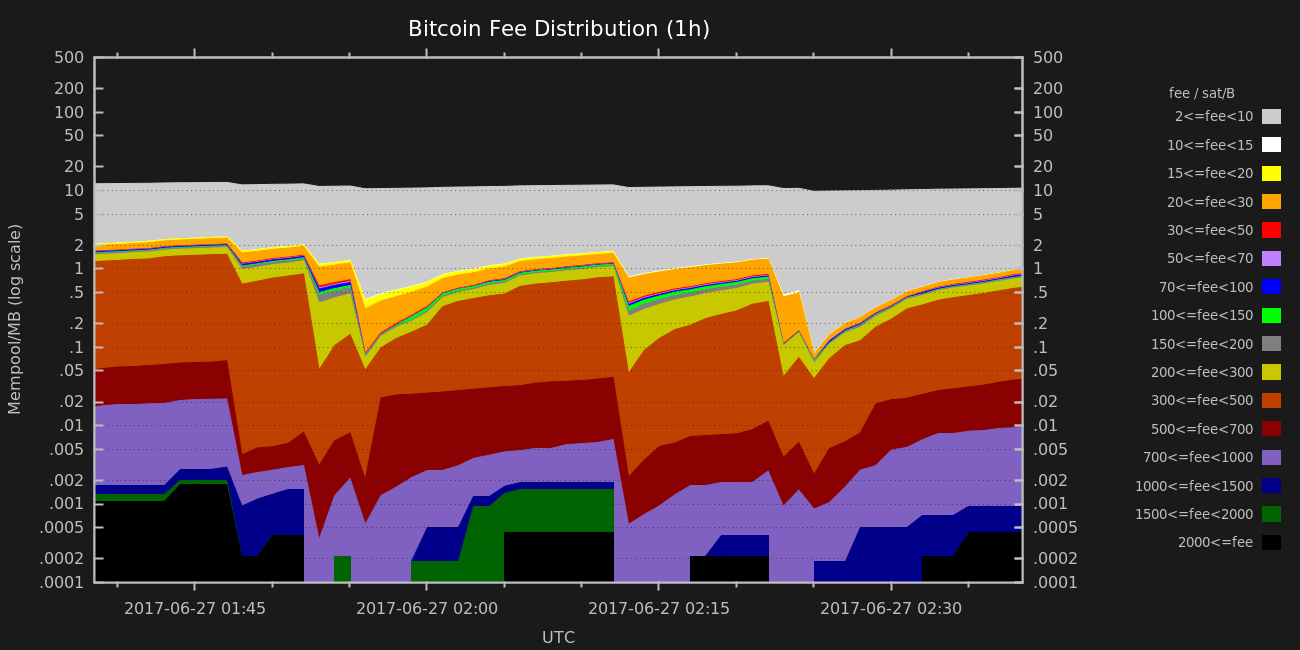 Bitcoin Fee Distribution (1h)
Mempool/MB (log scale)
500
200
100
50
20
10
5
2
1
.5
.2
.1
.05
.02
.01
.005
.002
.001
.0005
.0002
.0001
500
200
100
50
20
10
5
2
1
.5
.2
.1
.05
.02
.01
.005
.002
.001
.0005
.0002
.0001
fee / sat/B
2<=fee<10
10<=fee<15
15<=fee<20
20<=fee<30
30<=fee<50
50<=fee<70
70<=fee<100
100<=fee<150
150<=fee<200
200<=fee<300
300<=fee<500
500<=fee<700
700<=fee<1000
1000<=fee<1500
1500<=fee<2000
2000<=fee
2017-06-27 01:45
2017-06-27 02:00
2017-06-27 02:15
2017-06-27 02:30
UTC